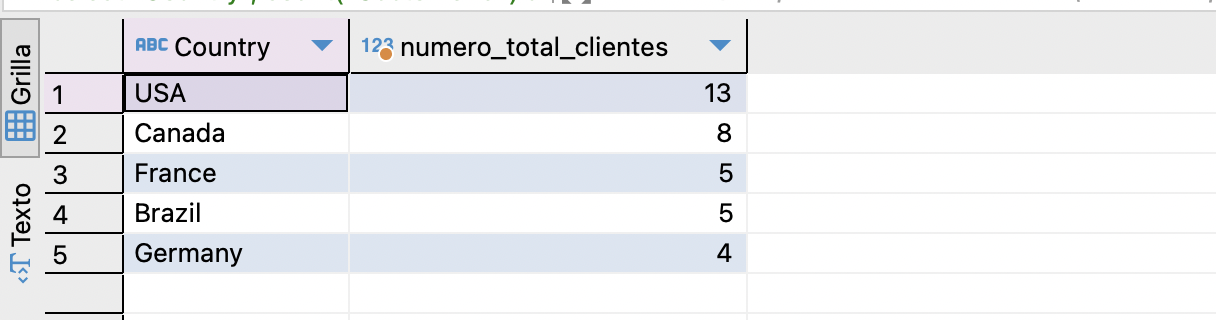 ABC Country 123 numero_total_clientes
1 USA 13
2 Canada 8
3 France 5
4 Brazil 5
5 Germany 4
Grilla
Texto